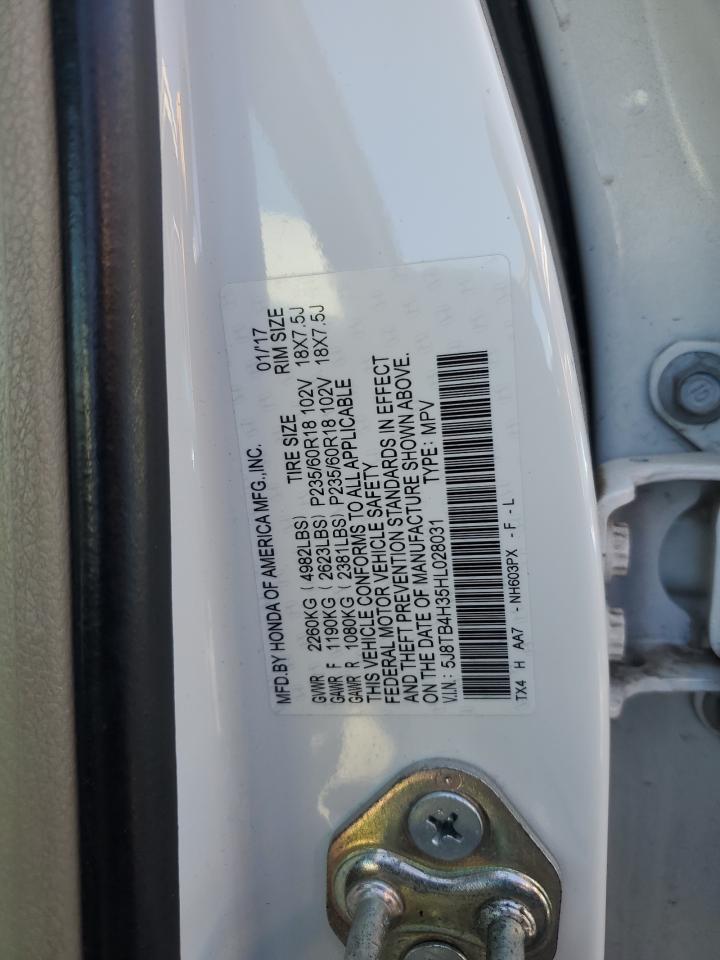 MFD.BY HONDA OF AMERICA MFG.,INC. 01/'17
TIRE SIZE RIM SIZE
GVWR 2260KG ( 4982LBS)
GAWR F 1190KG ( 2623LBS) P235/60R18 102V 18X7.5J
GAWR R 1080KG ( 2381LBS) P235/60R18 102V 18X7.5J
THIS VEHICLE CONFORMS TO ALL APPLICABLE
FEDERAL MOTOR VEHICLE SAFETY
AND THEFT PREVENTION STANDARDS IN EFFECT
ON THE DATE OF MANUFACTURE SHOWN ABOVE.
V.I.N.: 5J8TB4H35HL028031 TYPE: MPV
TX4 H AA7 - NH603PX - F - L